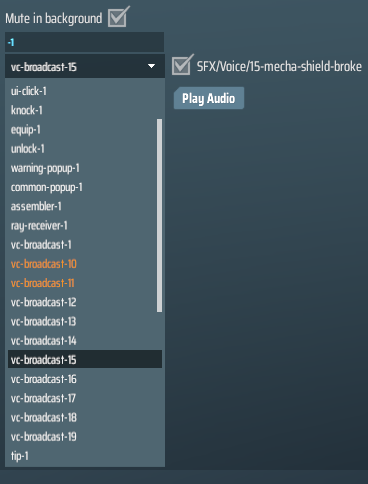 Mute in background
-1
vc-broadcast-15
SFX/Voice/15-mecha-shield-broke
Play Audio
ui-click-1
knock-1
equip-1
unlock-1
warning-popup-1
common-popup-1
assembler-1
ray-receiver-1
vc-broadcast-1
vc-broadcast-10
vc-broadcast-11
vc-broadcast-12
vc-broadcast-13
vc-broadcast-14
vc-broadcast-15
vc-broadcast-16
vc-broadcast-17
vc-broadcast-18
vc-broadcast-19
tip-1